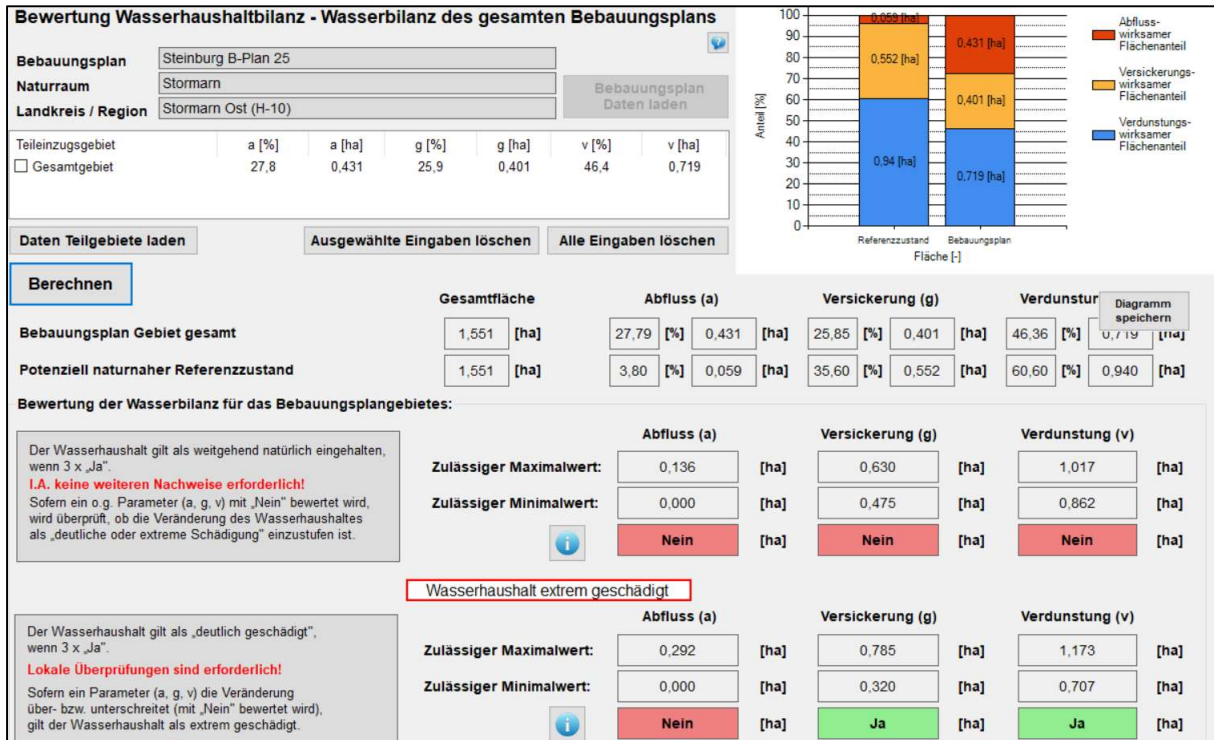 Bewertung Wasserhaushaltbilanz - Wasserbilanz des gesamten Bebauungsplans
Bebauungsplan Steinburg B-Plan 25
Naturraum Stormarn
Landkreis / Region Stormarn Ost (H-10)
Bebauungsplan
Daten laden
Teileinzugsgebiet a [%] a [ha] g [%] g [ha] v [%] v [ha]
Gesamtgebiet 27,8 0,431 25,9 0,401 46,4 0,719
Daten Teilgebiete laden Ausgewählte Eingaben löschen Alle Eingaben löschen
Anteil [%]
100
90
80
70
60
50
40
30
20
10
0
0,059 [ha]
0,552 [ha]
0,94 [ha]
0,431 [ha]
0,401 [ha]
0,719 [ha]
Referenzzustand Bebauungsplan
Fläche [-]
Abfluss-
wirksamer
Flächenanteil
Versickerungs-
wirksamer
Flächenanteil
Verdunstungs-
wirksamer
Flächenanteil
Berechnen
Gesamtfläche Abfluss (a) Versickerung (g) Verdunstur
Diagramm
speichern
Bebauungsplan Gebiet gesamt 1,551 [ha] 27,79 [%] 0,431 [ha] 25,85 [%] 0,401 [ha] 46,36 [%] 0,719 [ha]
Potenziell naturnaher Referenzzustand 1,551 [ha] 3,80 [%] 0,059 [ha] 35,60 [%] 0,552 [ha] 60,60 [%] 0,940 [ha]
Bewertung der Wasserbilanz für das Bebauungsplangebietes:
Der Wasserhaushalt gilt als weitgehend natürlich eingehalten,
wenn 3 x „Ja".
I.A. keine weiteren Nachweise erforderlich!
Sofern ein o.g. Parameter (a, g, v) mit „Nein" bewertet wird,
wird überprüft, ob die Veränderung des Wasserhaushaltes
als „deutliche oder extreme Schädigung" einzustufen ist.
Abfluss (a) Versickerung (g) Verdunstung (v)
Zulässiger Maximalwert: 0,136 [ha] 0,630 [ha] 1,017 [ha]
Zulässiger Minimalwert: 0,000 [ha] 0,475 [ha] 0,862 [ha]
Nein [ha] Nein [ha] Nein [ha]
Wasserhaushalt extrem geschädigt
Der Wasserhaushalt gilt als „deutlich geschädigt",
wenn 3 x „Ja".
Lokale Überprüfungen sind erforderlich!
Sofern ein Parameter (a, g, v) die Veränderung
über- bzw. unterschreitet (mit „Nein" bewertet wird),
gilt der Wasserhaushalt als extrem geschädigt.
Abfluss (a) Versickerung (g) Verdunstung (v)
Zulässiger Maximalwert: 0,292 [ha] 0,785 [ha] 1,173 [ha]
Zulässiger Minimalwert: 0,000 [ha] 0,320 [ha] 0,707 [ha]
Nein [ha] Ja [ha] Ja [ha]